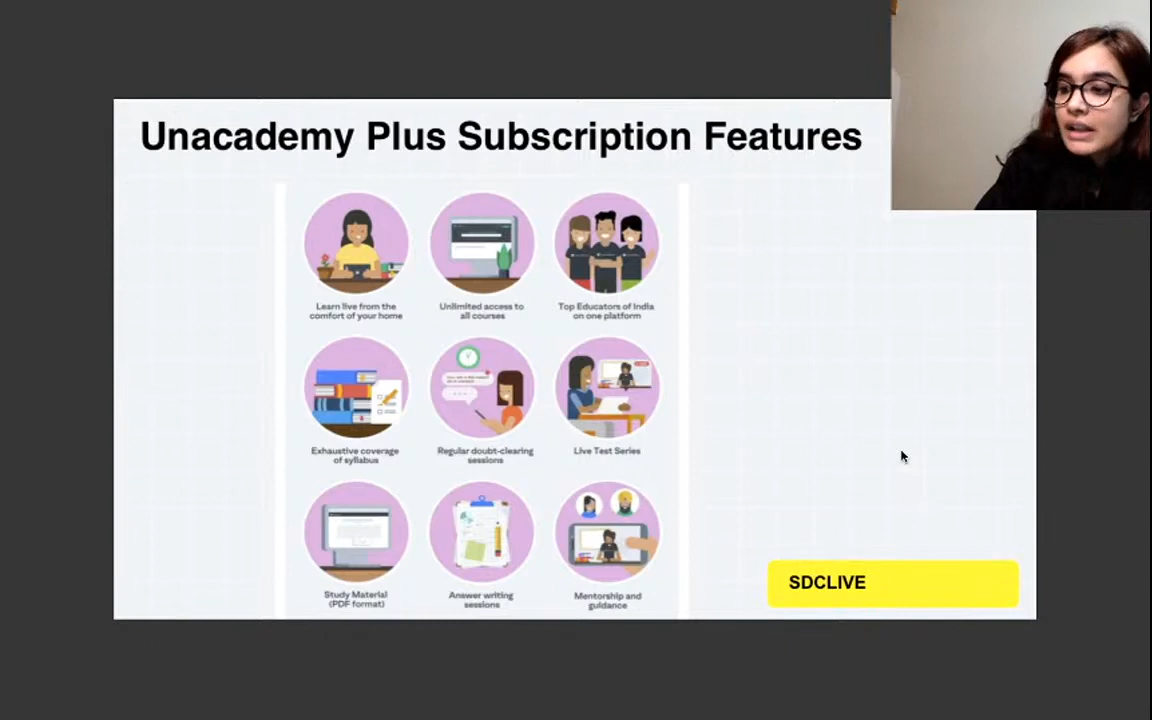 Unacademy Plus Subscription Features
Learn live from the
comfort of your home
Unlimited access to
all courses
Top Educators of India
on one platform
Exhaustive coverage
of syllabus
Regular doubt-clearing
sessions
Live Test Series
Study Material
(PDF format)
Answer writing
sessions
Mentorship and
guidance
SDCLIVE